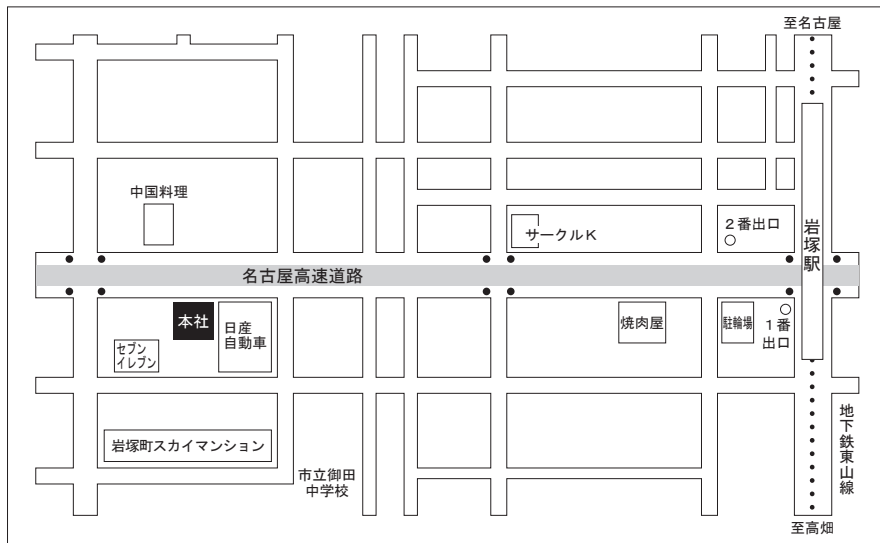 至名古屋
中国料理
サークルK
2番出口
岩塚駅
名古屋高速道路
本社
日産
自動車
セブン
イレブン
焼肉屋
駐輪場
1番
出口
岩塚町スカイマンション
市立御田
中学校
地下鉄東山線
至高畑